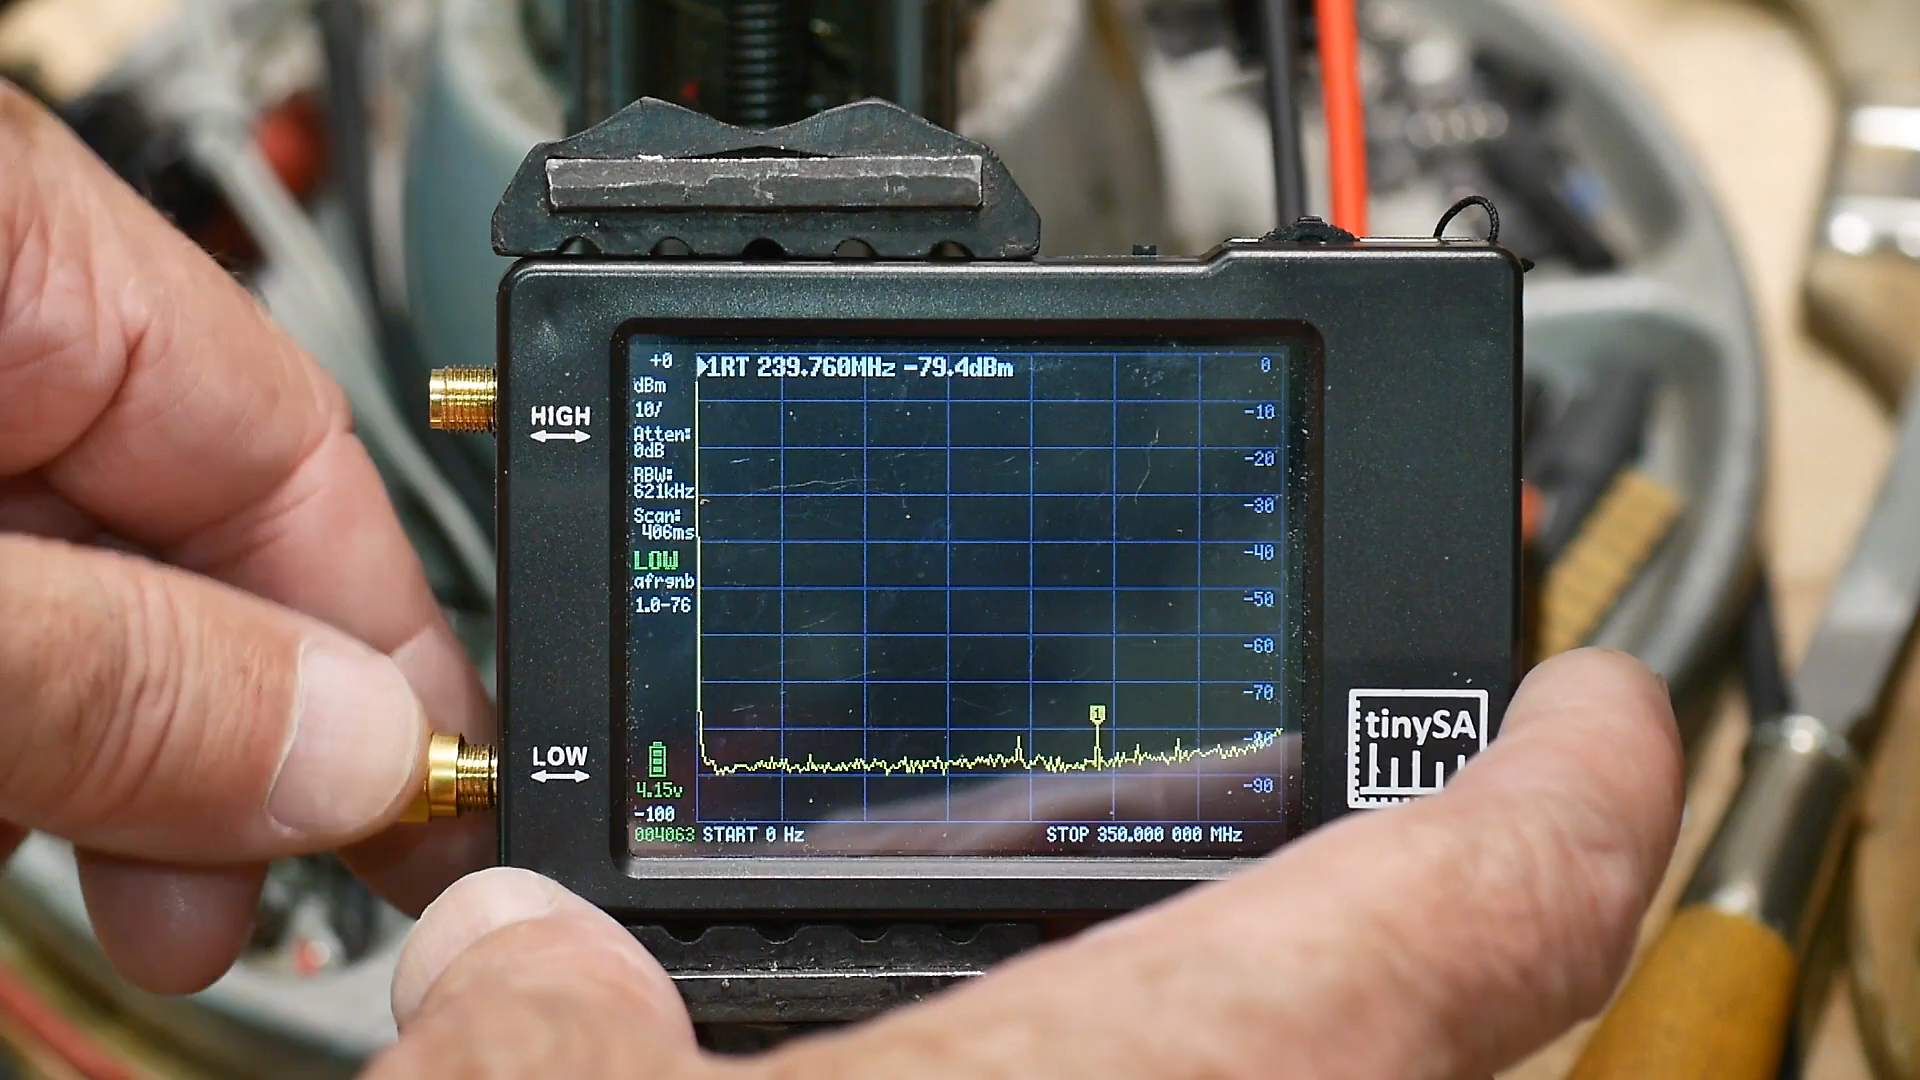 +0
▶1RT 239.760MHz -79.4dBm
0
dBm
10/
-10
Atten:
0dB
-20
RBW:
621kHz
-30
Scan:
406ms
-40
LOW
afrgnb
1.0-76
-50
-60
-70
1
-80
-90
4.15v
-100
004063 START 0 Hz
STOP 350.000 000 MHz
HIGH
LOW
tinySA